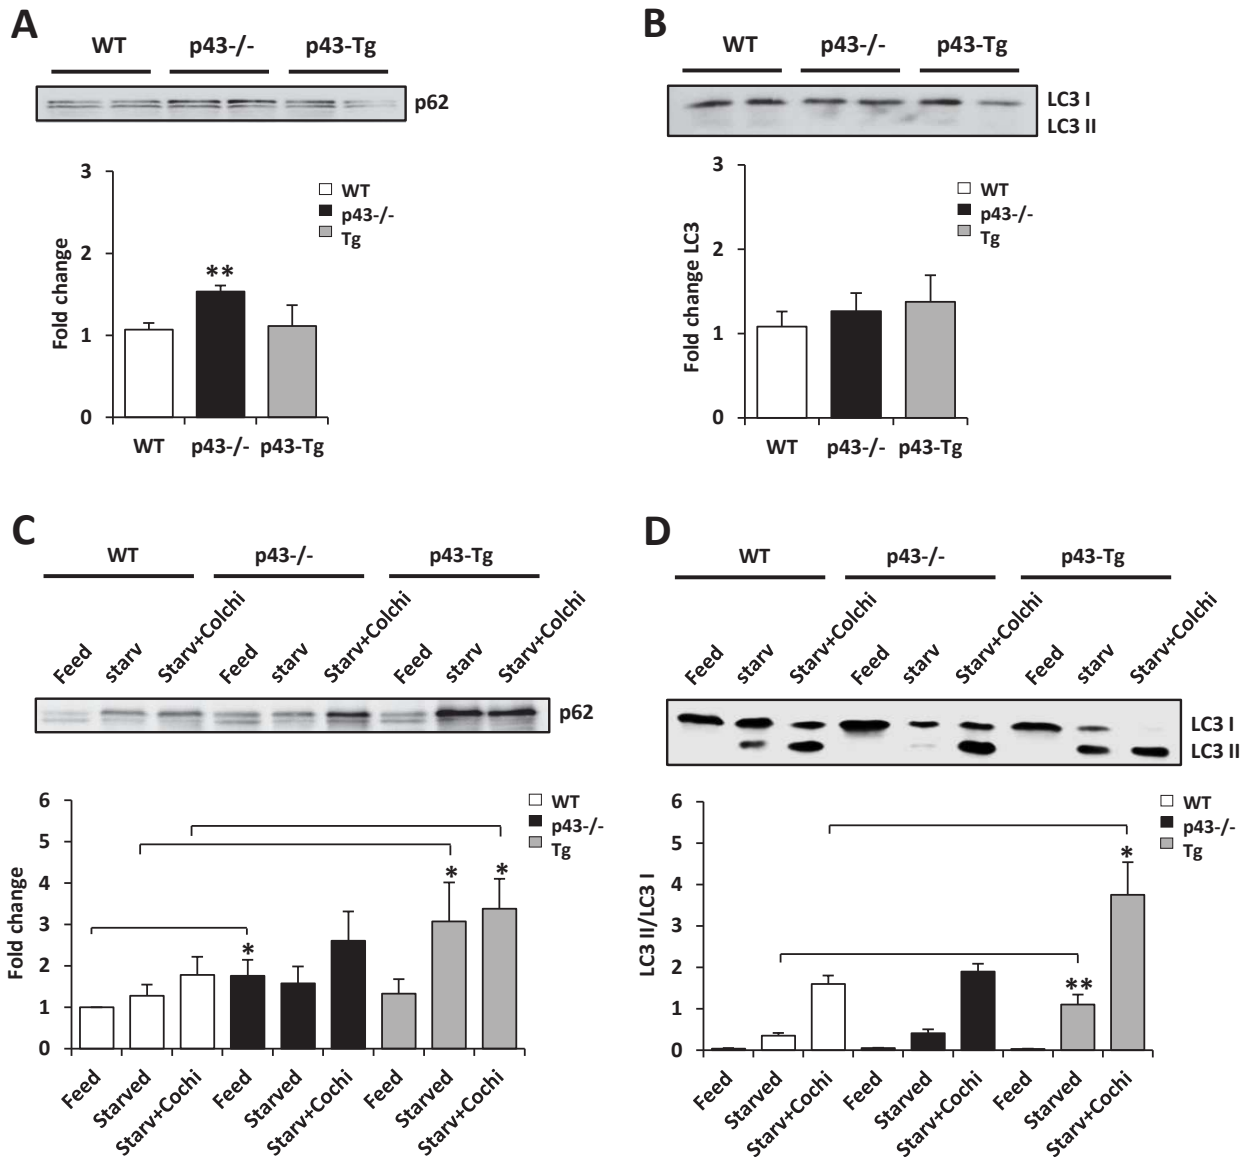 A
WT p43-/- p43-Tg
p62
3
2
1
0
Fold change
**
WT
p43-/-
Tg
WT p43-/- p43-Tg
B
WT p43-/- p43-Tg
LC3 I
LC3 II
3
2
1
0
Fold change LC3
WT
p43-/-
Tg
WT p43-/- p43-Tg
C
WT p43-/- p43-Tg
Feed starv Starv+Colchi Feed starv Starv+Colchi Feed starv Starv+Colchi
p62
6
5
4
3
2
1
0
Fold change
* * *
WT
p43-/-
Tg
Feed Starved Starv+Cochi Feed Starved Starv+Cochi Feed Starved Starv+Cochi
D
WT p43-/- p43-Tg
Feed starv Starv+Colchi Feed starv Starv+Colchi Feed starv Starv+Colchi
LC3 I
LC3 II
6
5
4
3
2
1
0
LC3 II/LC3 I
** *
WT
p43-/-
Tg
Feed Starved Starv+Cochi Feed Starved Starv+Cochi Feed Starved Starv+Cochi